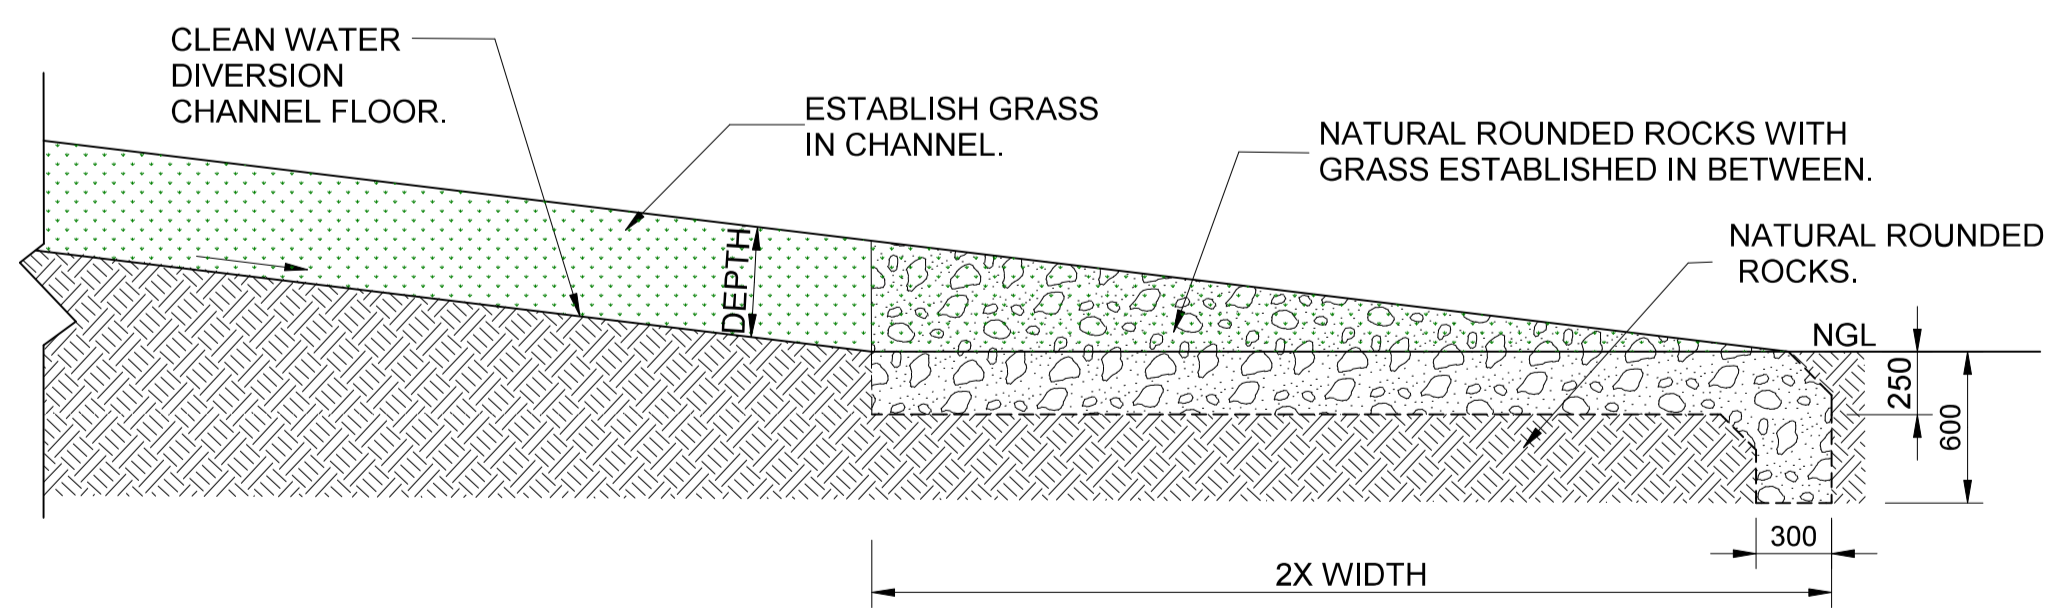 CLEAN WATER
DIVERSION
CHANNEL FLOOR.
ESTABLISH GRASS
IN CHANNEL.
NATURAL ROUNDED ROCKS WITH
GRASS ESTABLISHED IN BETWEEN.
NATURAL ROUNDED
ROCKS.
DEPTH
NGL
250
600
300
2X WIDTH